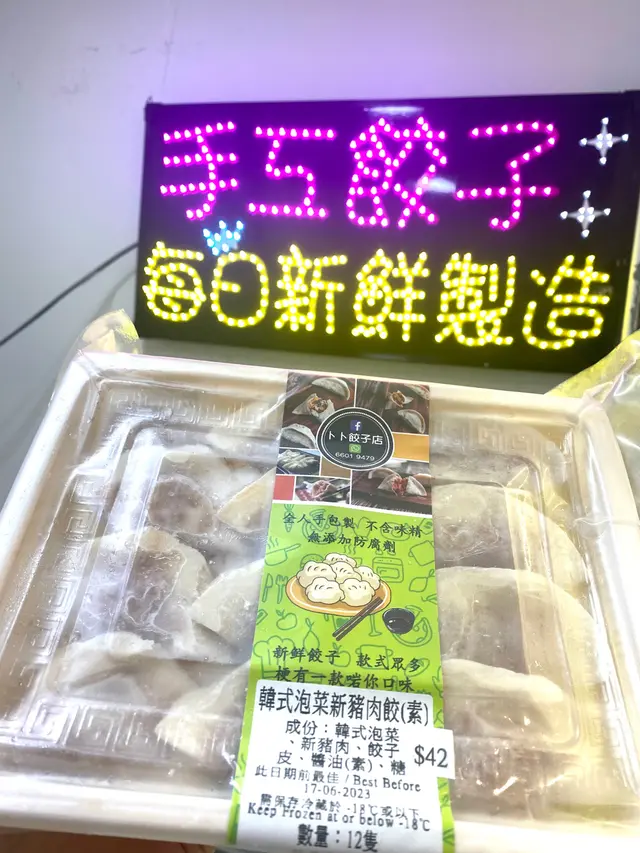 手工餃子
每日新鮮製造
卜卜餃子店
6601 9479
全人手包製 不含味精
無添加防腐劑
新鮮餃子 款式眾多
梗有一款啱你口味
韓式泡菜新豬肉餃(素)
成份：韓式泡菜
、新豬肉、餃子
皮、醬油(素)、糖
$42
此日期前最佳 / Best Before
17-06-2023
需保存冷藏於 -18℃或以下
Keep Frozen at or below -18℃
數量：12隻